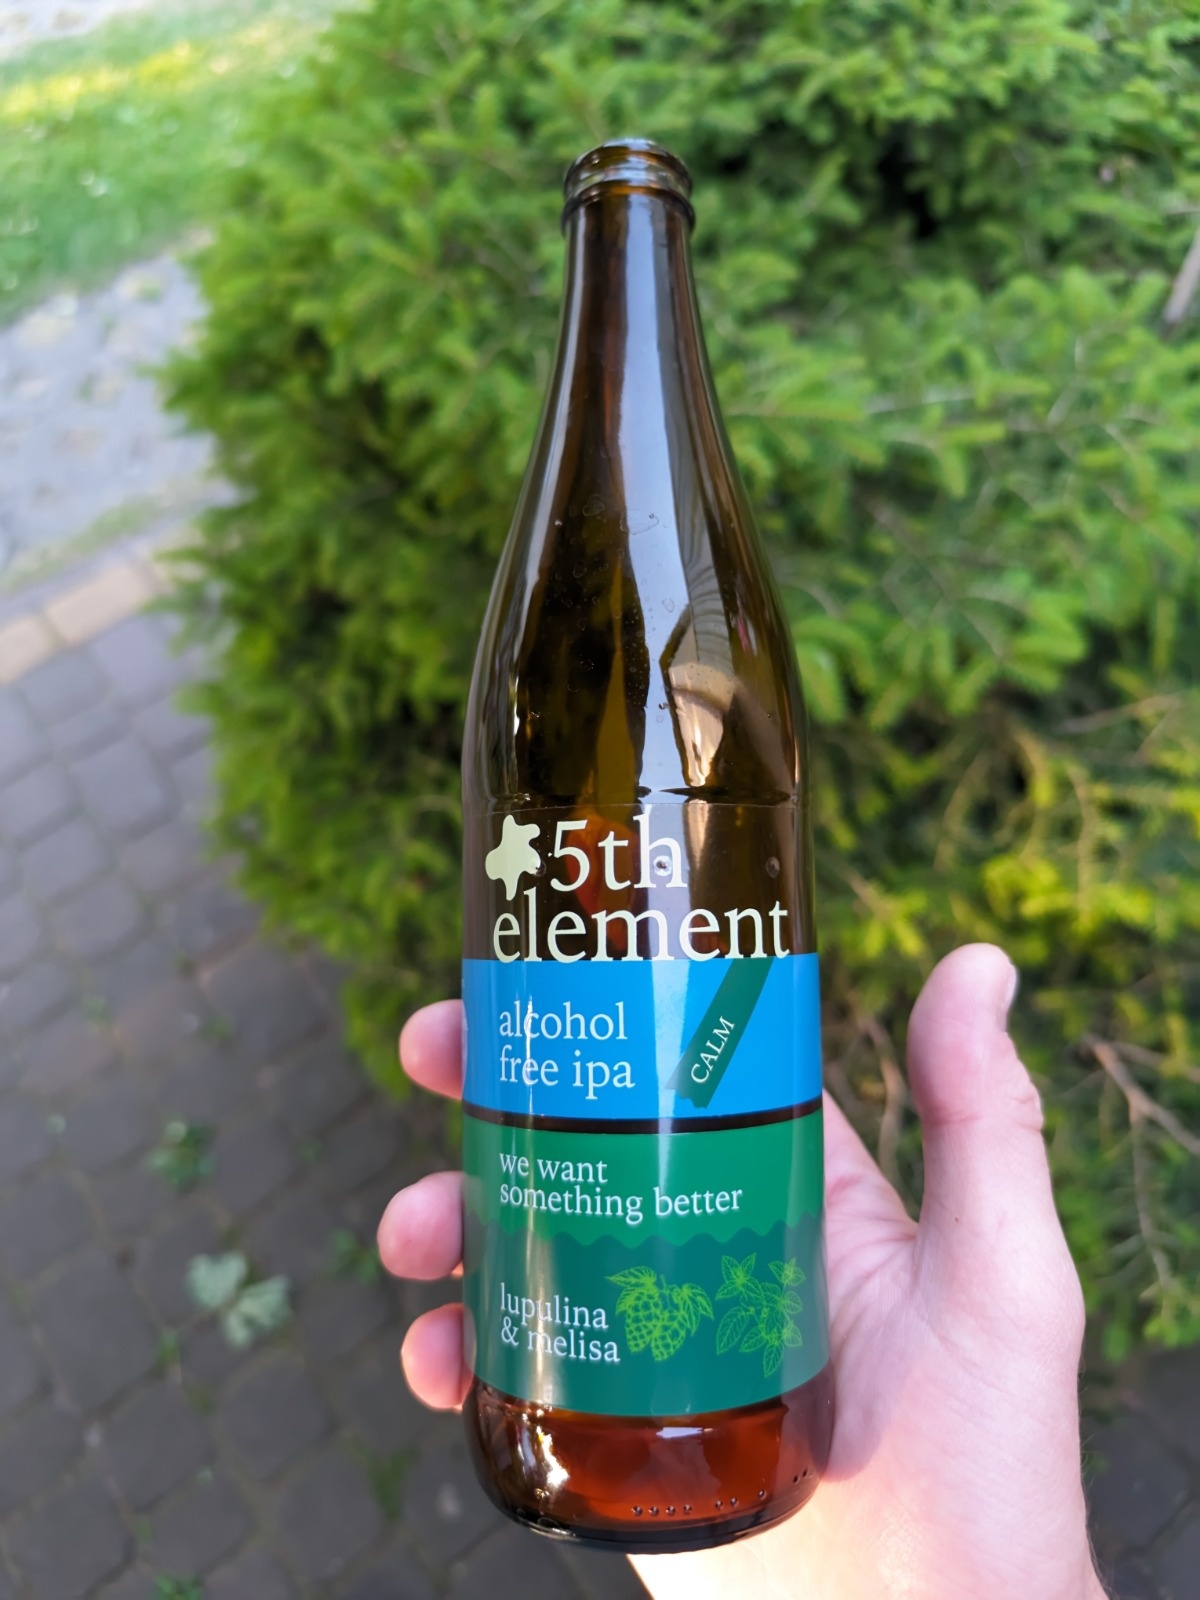 5th
element
alcohol
free ipa
CALM
we want
something better
lupulina
& melisa